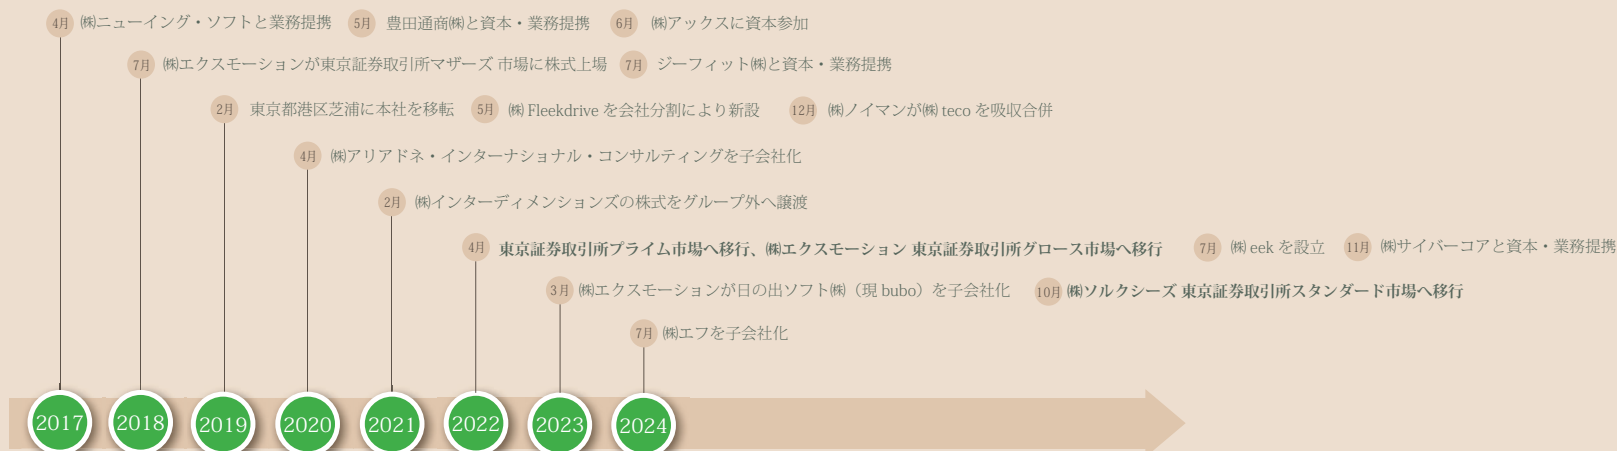 4月 ㈱ニューイング・ソフトと業務提携 5月 豊田通商㈱と資本・業務提携 6月 ㈱アックスに資本参加
7月 ㈱エクスモーションが東京証券取引所マザーズ 市場に株式上場 7月 ジーフィット㈱と資本・業務提携
2月 東京都港区芝浦に本社を移転 5月 ㈱ Fleekdrive を会社分割により新設 12月 ㈱ノイマンが㈱ teco を吸収合併
4月 ㈱アリアドネ・インターナショナル・コンサルティングを子会社化
2月 ㈱インターディメンションズの株式をグループ外へ譲渡
4月 東京証券取引所プライム市場へ移行、㈱エクスモーション 東京証券取引所グロース市場へ移行 7月 ㈱ eek を設立 11月 ㈱サイバーコアと資本・業務提携
3月 ㈱エクスモーションが日の出ソフト㈱（現 bubo）を子会社化 10月 ㈱ソルクシーズ 東京証券取引所スタンダード市場へ移行
7月 ㈱エフを子会社化
2017 2018 2019 2020 2021 2022 2023 2024